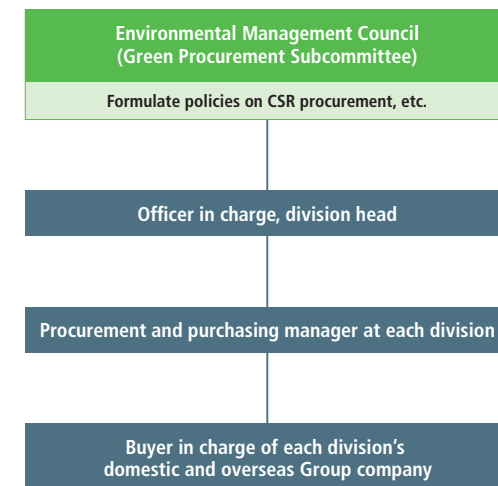 Environmental Management Council
(Green Procurement Subcommittee)
Formulate policies on CSR procurement, etc.
Officer in charge, division head
Procurement and purchasing manager at each division
Buyer in charge of each division's
domestic and overseas Group company